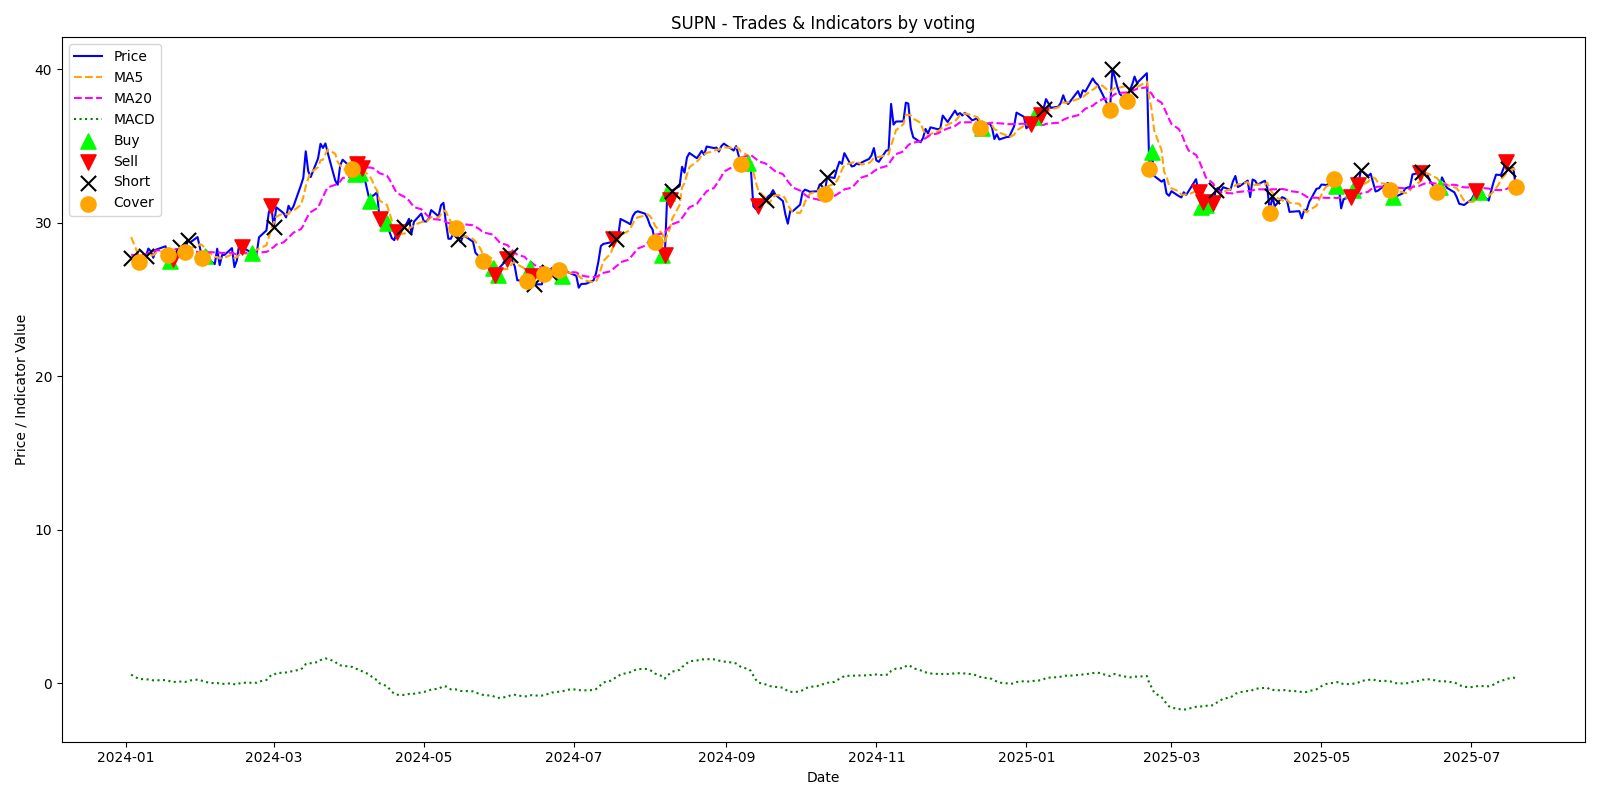 SUPN - Trades & Indicators by voting
Price
MA5
MA20
MACD
Buy
Sell
Short
Cover
Price / Indicator Value
40
30
20
10
0
2024-01 2024-03 2024-05 2024-07 2024-09 2024-11 2025-01 2025-03 2025-05 2025-07
Date